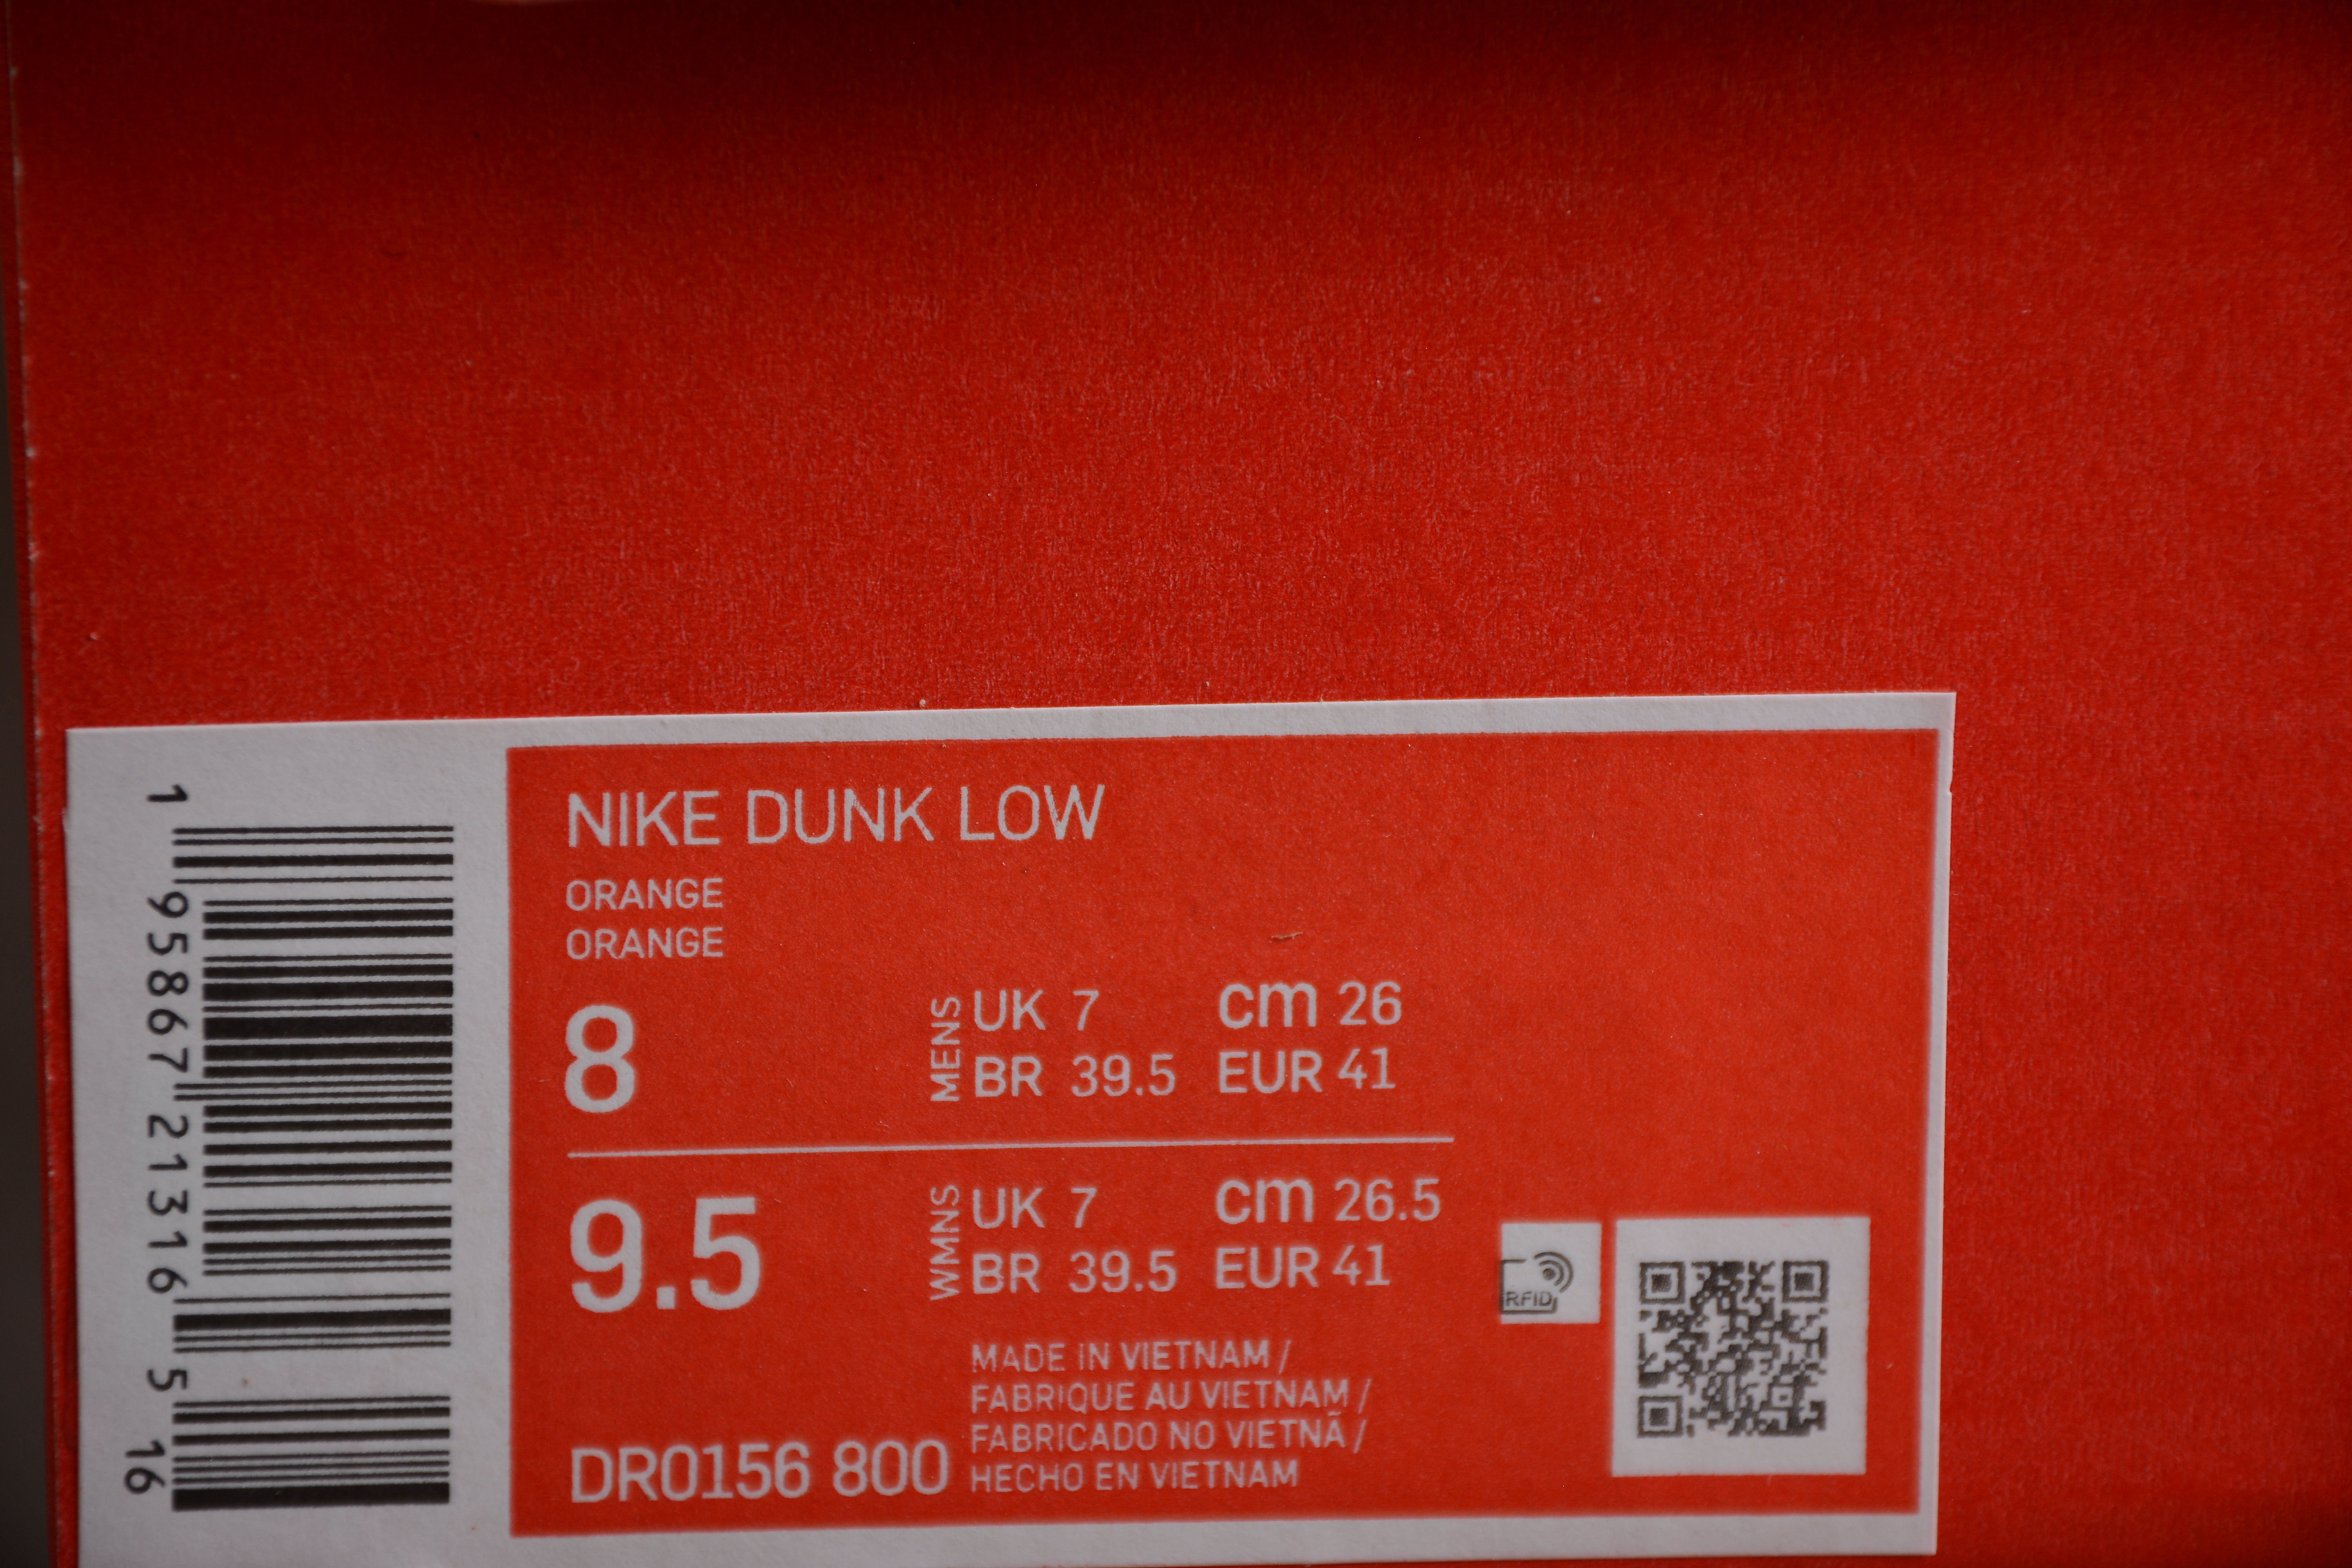 1 95867 21316 5 16
NIKE DUNK LOW
ORANGE
ORANGE
8
MENS
UK 7 cm 26
BR 39.5 EUR 41
9.5
WMNS
UK 7 cm 26.5
BR 39.5 EUR 41
RFID
MADE IN VIETNAM /
FABRIQUE AU VIETNAM /
FABRICADO NO VIETNÃ /
HECHO EN VIETNAM
DR0156 800